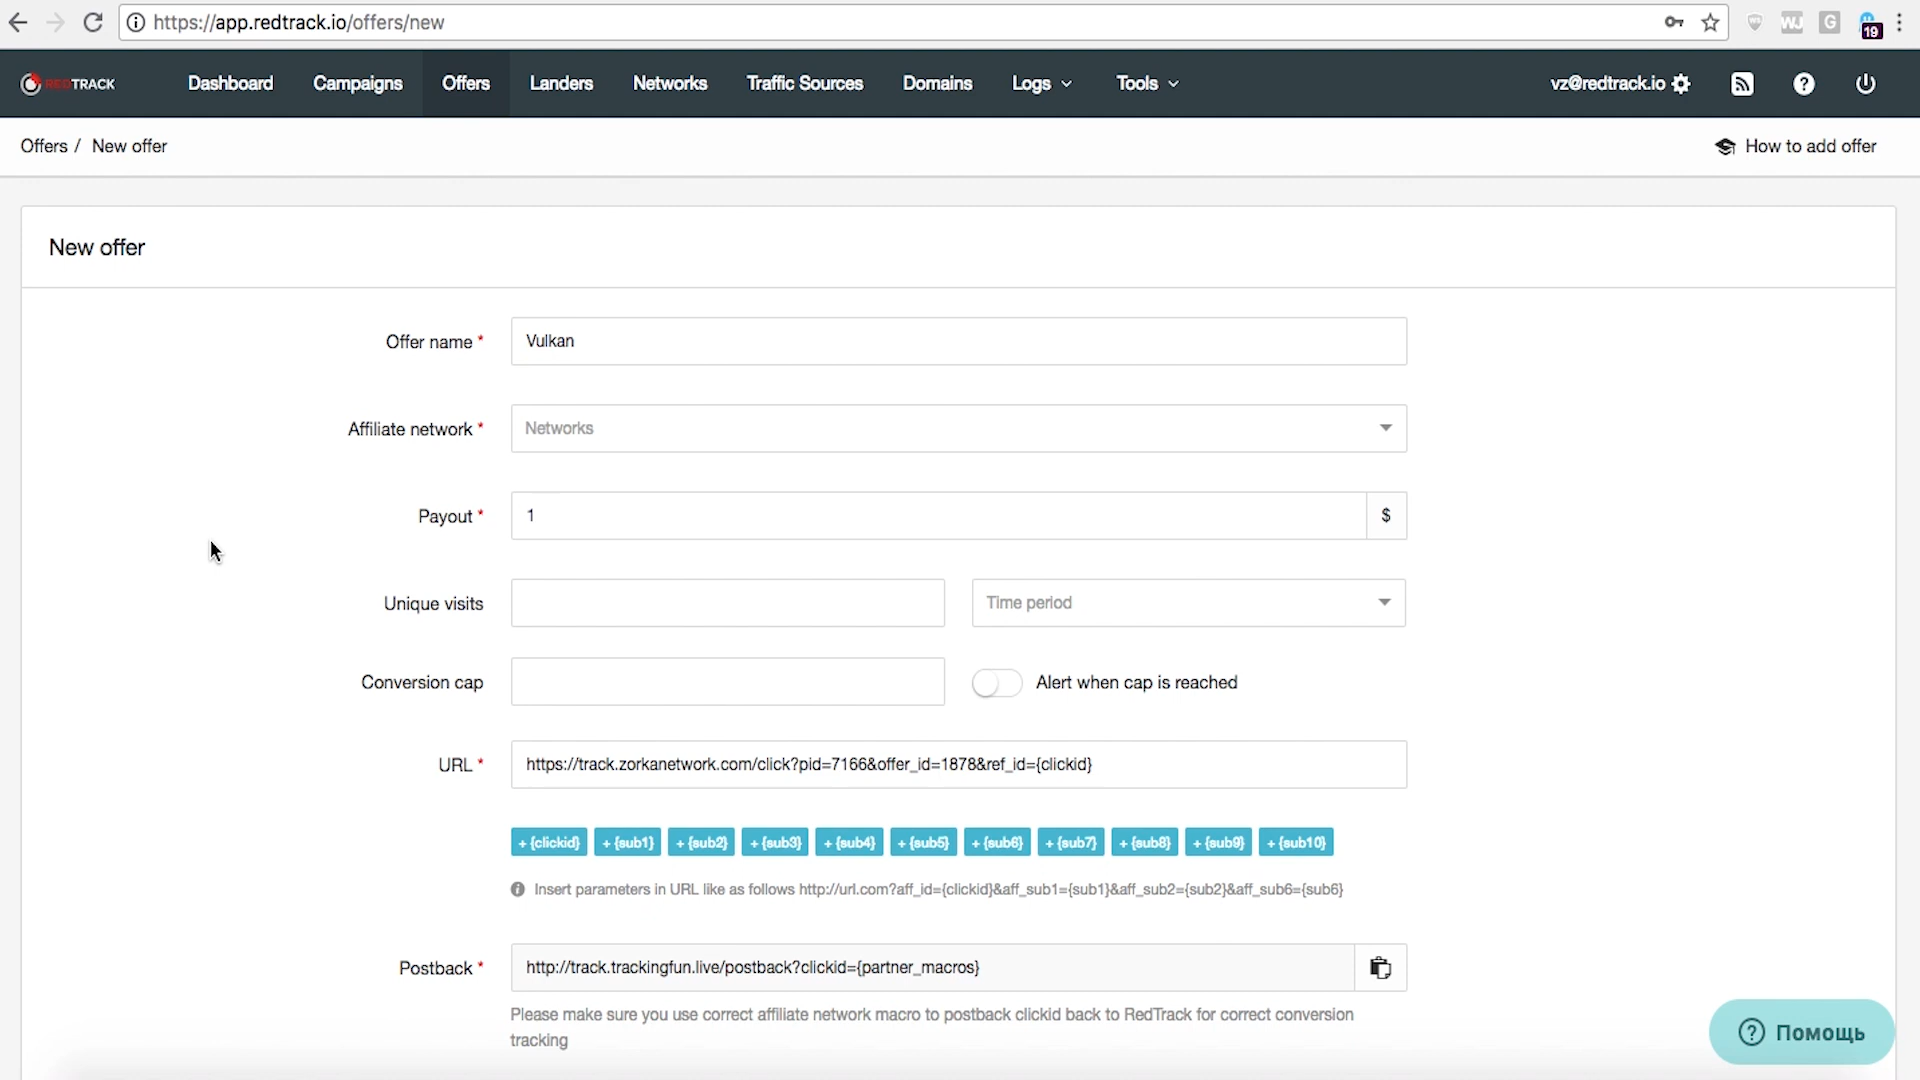 https://app.redtrack.io/offers/new
19
REDTRACK Dashboard Campaigns Offers Landers Networks Traffic Sources Domains Logs Tools vz@redtrack.io
Offers / New offer
How to add offer
New offer
Offer name * Vulkan
Affiliate network * Networks
Payout * 1 $
Unique visits Time period
Conversion cap Alert when cap is reached
URL * https://track.zorkanetwork.com/click?pid=7166&offer_id=1878&ref_id={clickid}
+ {clickid} + {sub1} + {sub2} + {sub3} + {sub4} + {sub5} + {sub6} + {sub7} + {sub8} + {sub9} + {sub10}
Insert parameters in URL like as follows http://url.com?aff_id={clickid}&aff_sub1={sub1}&aff_sub2={sub2}&aff_sub6={sub6}
Postback * http://track.trackingfun.live/postback?clickid={partner_macros}
Please make sure you use correct affiliate network macro to postback clickid back to RedTrack for correct conversion
tracking
Помощь